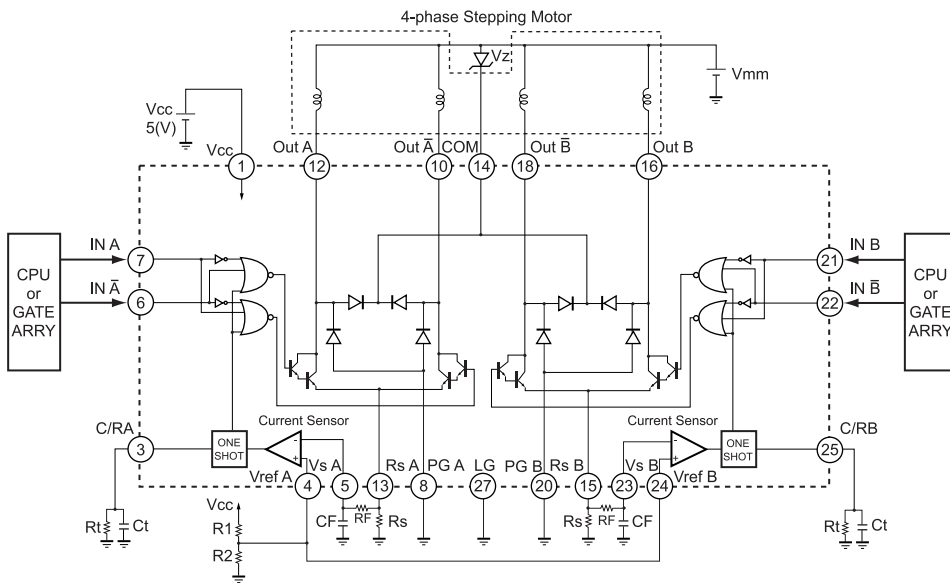 4-phase Stepping Motor
Vz
Vmm
Vcc
5(V)
Vcc
Out A
Out A̅
COM
Out B̅
Out B
1
12
10
14
18
16
CPU
or
GATE
ARRY
IN A
7
IN A̅
6
IN B
21
IN B̅
22
CPU
or
GATE
ARRY
C/RA
3
ONE
SHOT
Current Sensor
-
+
Current Sensor
-
+
ONE
SHOT
C/RB
25
Vref A
Vs A
Rs A
PG A
LG
PG B
Rs B
Vs B
Vref B
4
5
13
8
27
20
15
23
24
Rt
Ct
Vcc
R1
R2
CF
RF
Rs
Rs
RF
CF
Rt
Ct